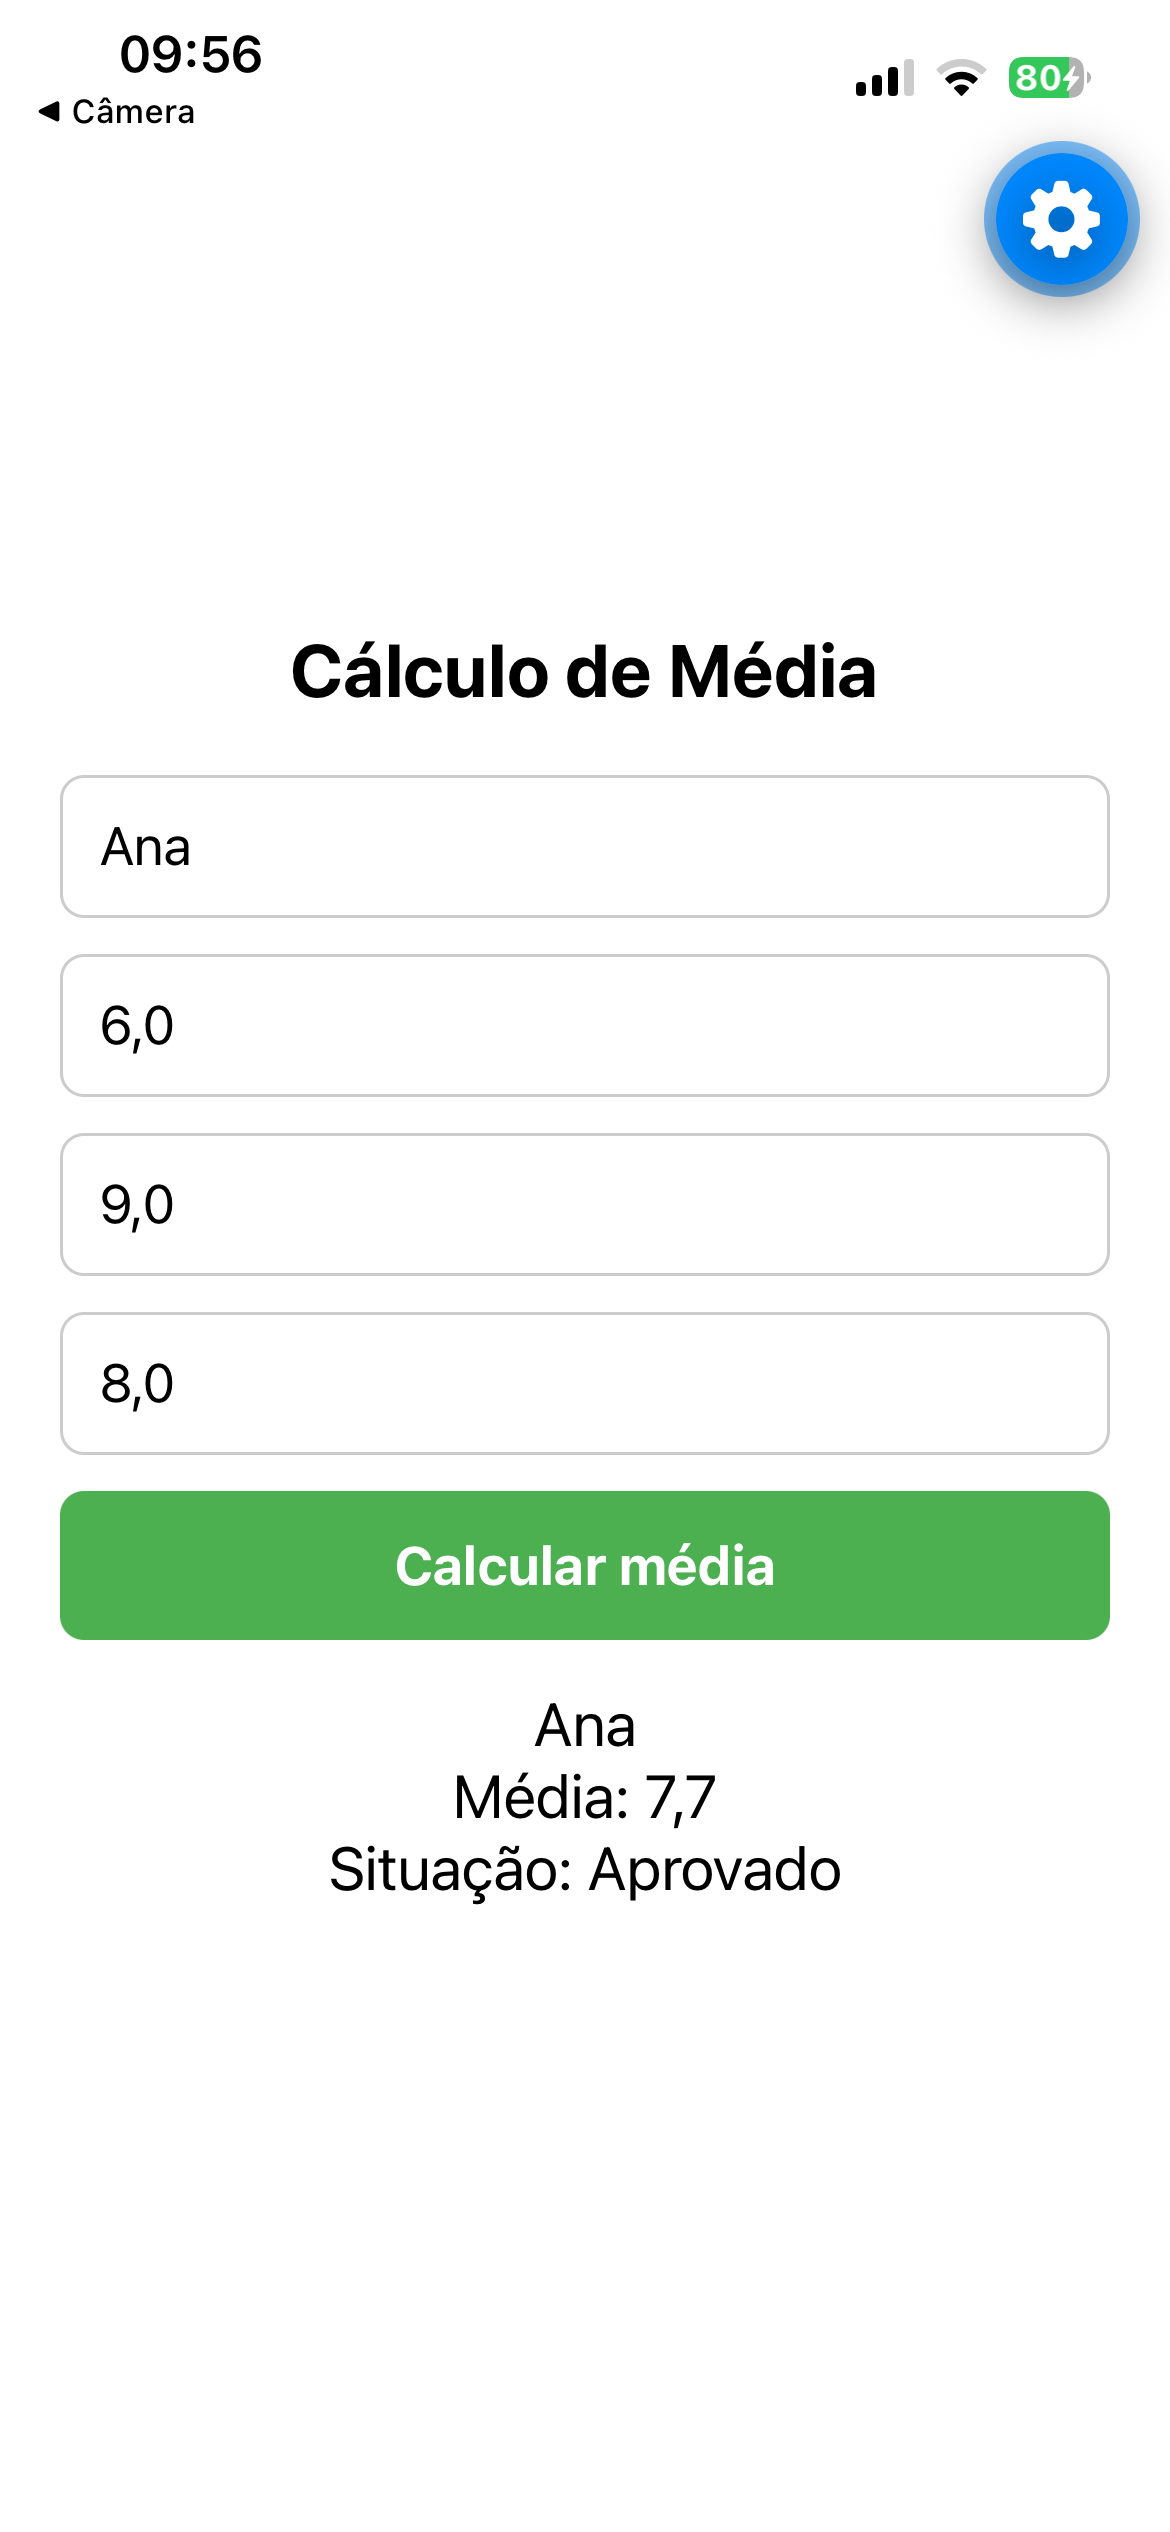 09:56
80
◀ Câmera
Cálculo de Média
Ana
6,0
9,0
8,0
Calcular média
Ana
Média: 7,7
Situação: Aprovado